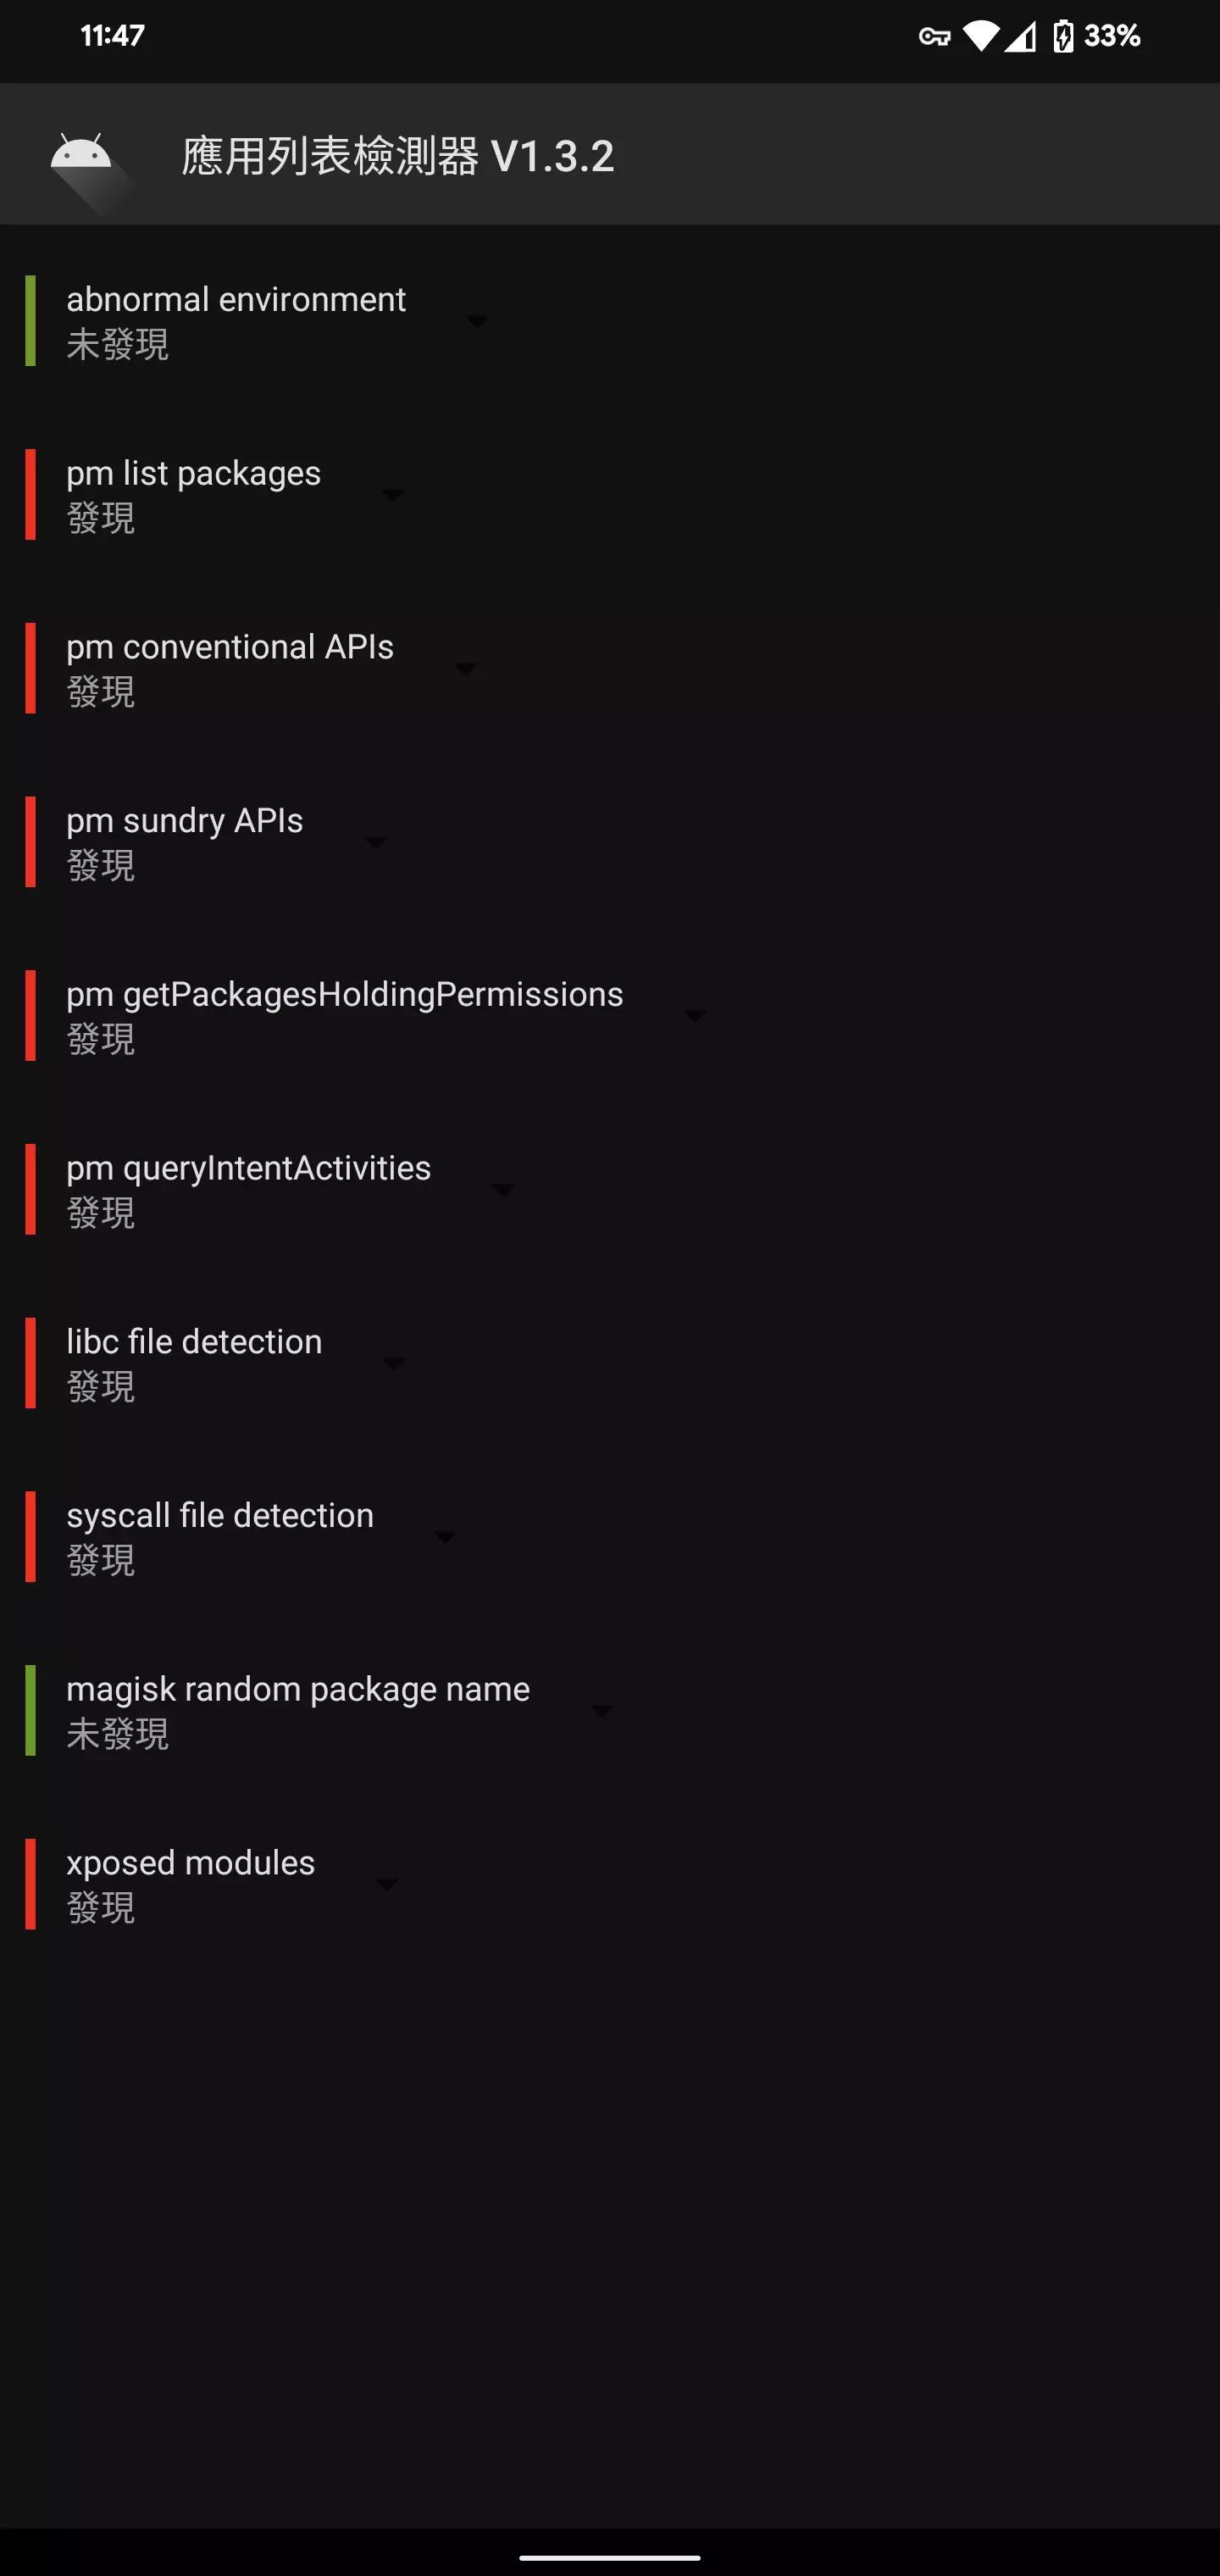 11:47
33%
應用列表檢測器 V1.3.2
abnormal environment
未發現
pm list packages
發現
pm conventional APIs
發現
pm sundry APIs
發現
pm getPackagesHoldingPermissions
發現
pm queryIntentActivities
發現
libc file detection
發現
syscall file detection
發現
magisk random package name
未發現
xposed modules
發現